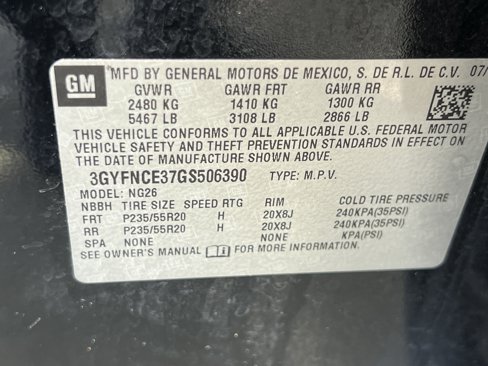 GM
MFD BY GENERAL MOTORS DE MEXICO, S. DE R.L. DE C.V. 07/
GVWR GAWR FRT GAWR RR
2480 KG 1410 KG 1300 KG
5467 LB 3108 LB 2866 LB
THIS VEHICLE CONFORMS TO ALL APPLICABLE U.S. FEDERAL MOTOR
VEHICLE SAFETY AND THEFT PREVENTION STANDARDS IN EFFECT ON
THE DATE OF MANUFACTURE SHOWN ABOVE.
3GYFNCE37GS506390 TYPE: M.P.V.
MODEL: NG26
NBBH TIRE SIZE SPEED RTG RIM COLD TIRE PRESSURE
FRT P235/55R20 H 20X8J 240KPA(35PSI)
RR P235/55R20 H 20X8J 240KPA(35PSI)
SPA NONE NONE KPA(PSI)
SEE OWNER'S MANUAL FOR MORE INFORMATION.